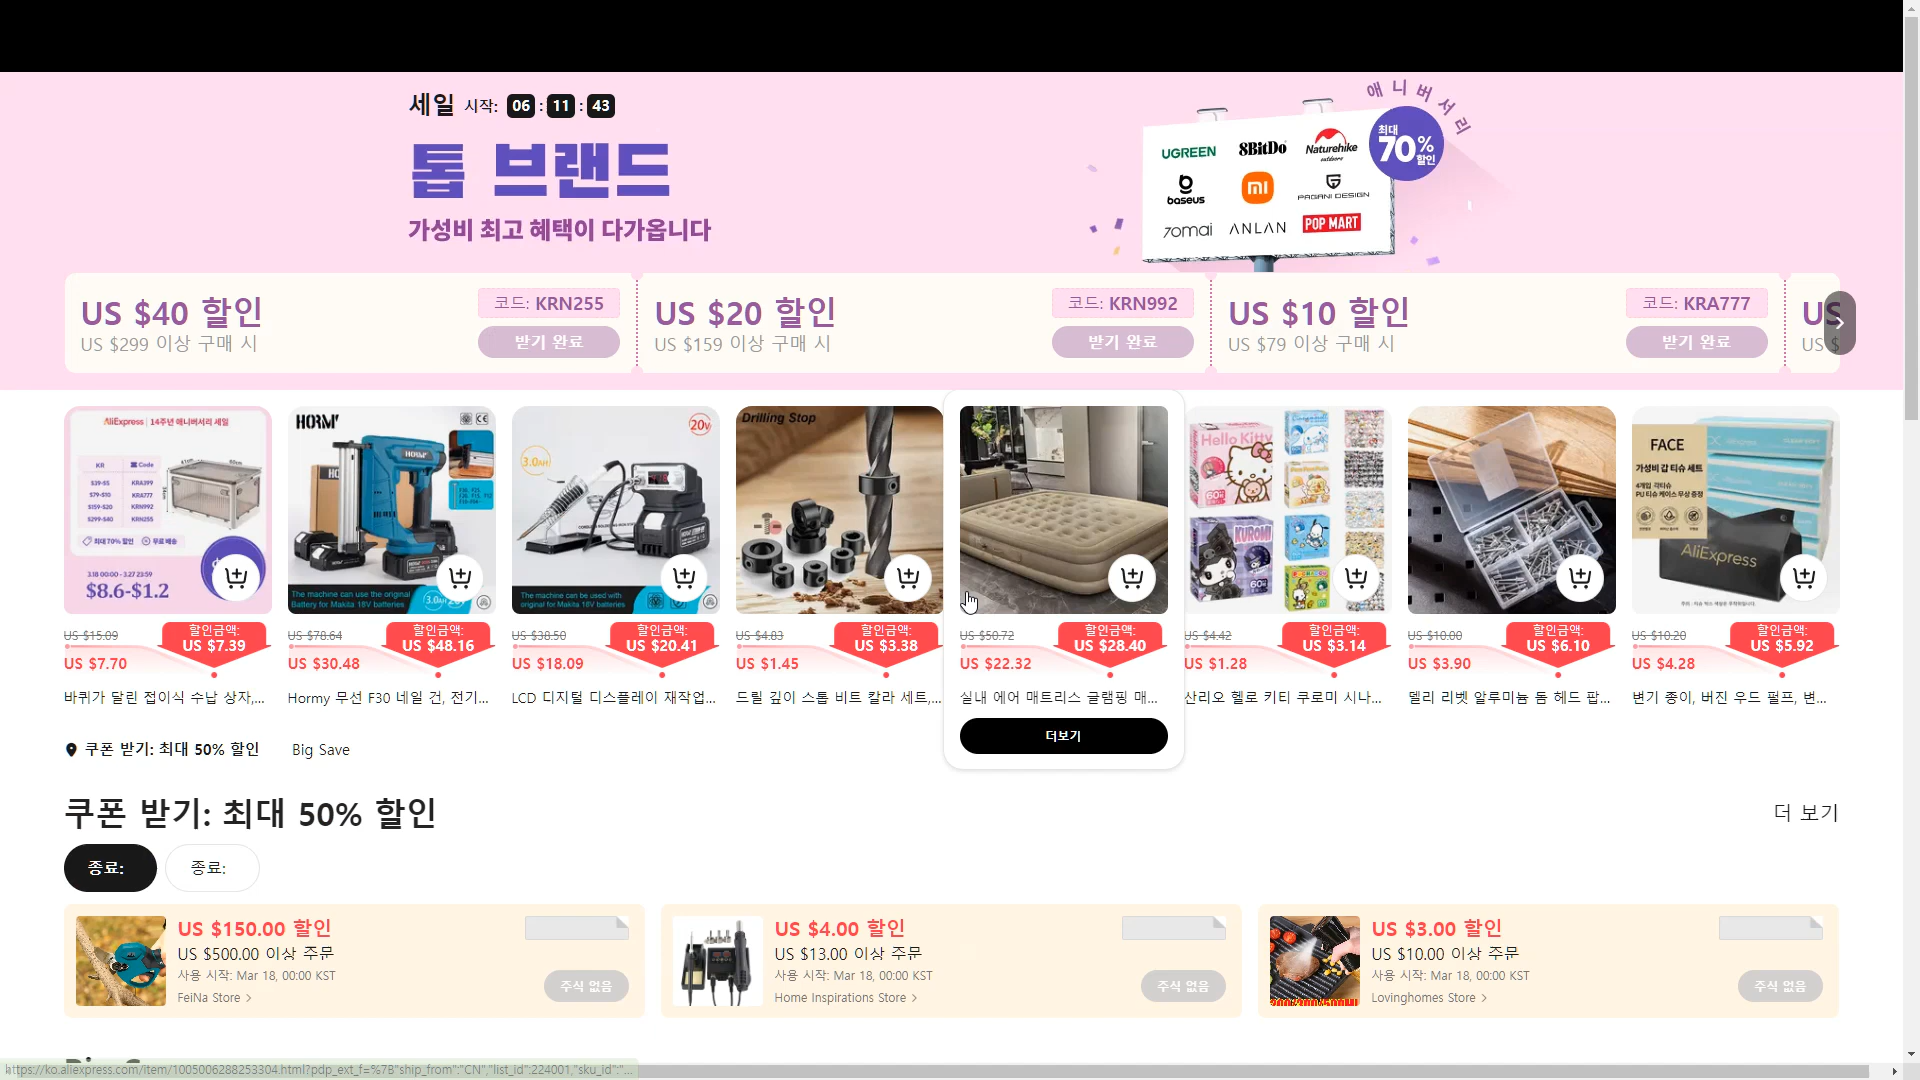 세일 시작: 06 : 11 : 43
톱 브랜드
가성비 최고 혜택이 다가옵니다
애니버서리
최대
70%
할인
UGREEN 8BitDo Naturehike
outdoors
baseus mi PAGANI DESIGN
70mai ANLAN POP MART
US $40 할인
US $299 이상 구매 시
코드: KRN255
받기 완료
US $20 할인
US $159 이상 구매 시
코드: KRN992
받기 완료
US $10 할인
US $79 이상 구매 시
코드: KRA777
받기 완료
US
US $
AliExpress | 14주년 애니버서리 세일
KR Code
$39-$5 KRA399
$79-$10 KRA777
$159-$20 KRN992
$299-$40 KRN255
최대 70% 할인 무료 배송
3.18 00:00 - 3.27 23:59
$8.6-$1.2
US $15.09
할인금액:
US $7.39
US $7.70
바퀴가 달린 접이식 수납 상자,...
HORMY
The machine can use the original
Battery for Makita 18V batteries
3.0
US $78.64
할인금액:
US $48.16
US $30.48
Hormy 무선 F30 네일 건, 전기...
20v
3.0AH
The machine can be used with
original for Makita 18V batteries
US $38.50
할인금액:
US $20.41
US $18.09
LCD 디지털 디스플레이 재작업...
Drilling Stop
US $4.83
할인금액:
US $3.38
US $1.45
드릴 깊이 스톱 비트 칼라 세트,...
US $50.72
할인금액:
US $28.40
US $22.32
실내 에어 매트리스 글램핑 매...
더보기
Hello Kitty
KUROMI
US $4.42
할인금액:
US $3.14
US $1.28
산리오 헬로 키티 쿠로미 시나...
US $10.00
할인금액:
US $6.10
US $3.90
델리 리벳 알루미늄 돔 헤드 팝...
FACE
가성비 갑 티슈 세트
4개입 각티슈
PU 티슈 케이스 무상 증정
AliExpress
US $10.20
할인금액:
US $5.92
US $4.28
변기 종이, 버진 우드 펄프, 변...
쿠폰 받기: 최대 50% 할인 Big Save
쿠폰 받기: 최대 50% 할인
더 보기
종료: 종료:
US $150.00 할인
US $500.00 이상 주문
사용 시작: Mar 18, 00:00 KST
FeiNa Store >
주식 없음
US $4.00 할인
US $13.00 이상 주문
사용 시작: Mar 18, 00:00 KST
Home Inspirations Store >
주식 없음
US $3.00 할인
US $10.00 이상 주문
사용 시작: Mar 18, 00:00 KST
Lovinghomes Store >
주식 없음
https://ko.aliexpress.com/item/1005006288253304.html?pdp_ext_f=%7B"ship_from":"CN","list_id":224001,"sku_id":"...